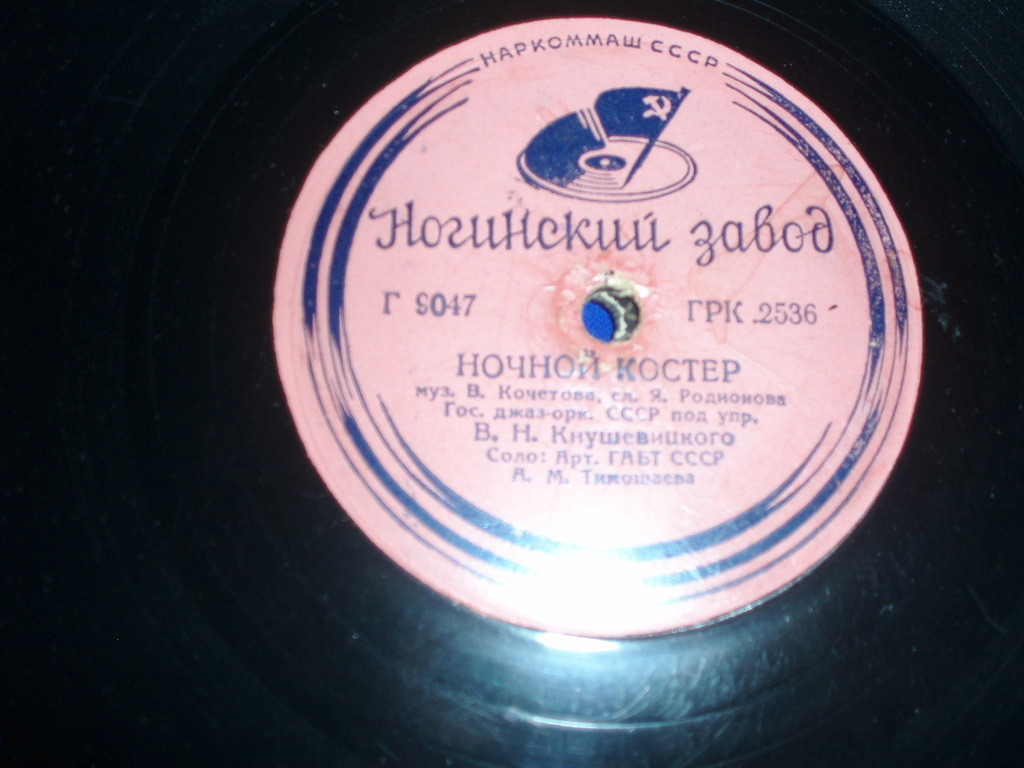 НАРКОММАШ СССР
Ногинский завод
Г 9047
ГРК 2536
НОЧНОЙ КОСТЕР
муз. В. Кочетова, сл. Я. Родионова
Гос. джаз-орк. СССР под упр.
В. Н. Кнушевицкого
Соло: Арт. ГАБТ СССР
А. М. Тимошаева